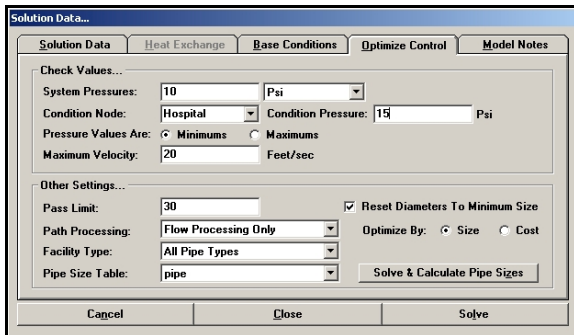 Solution Data...
Solution Data Heat Exchange Base Conditions Optimize Control Model Notes
Check Values...
System Pressures: 10 Psi
Condition Node: Hospital Condition Pressure: 15 Psi
Pressure Values Are: Minimums Maximums
Maximum Velocity: 20 Feet/sec
Other Settings...
Pass Limit: 30 Reset Diameters To Minimum Size
Path Processing: Flow Processing Only Optimize By: Size Cost
Facility Type: All Pipe Types
Pipe Size Table: pipe Solve & Calculate Pipe Sizes
Cancel Close Solve